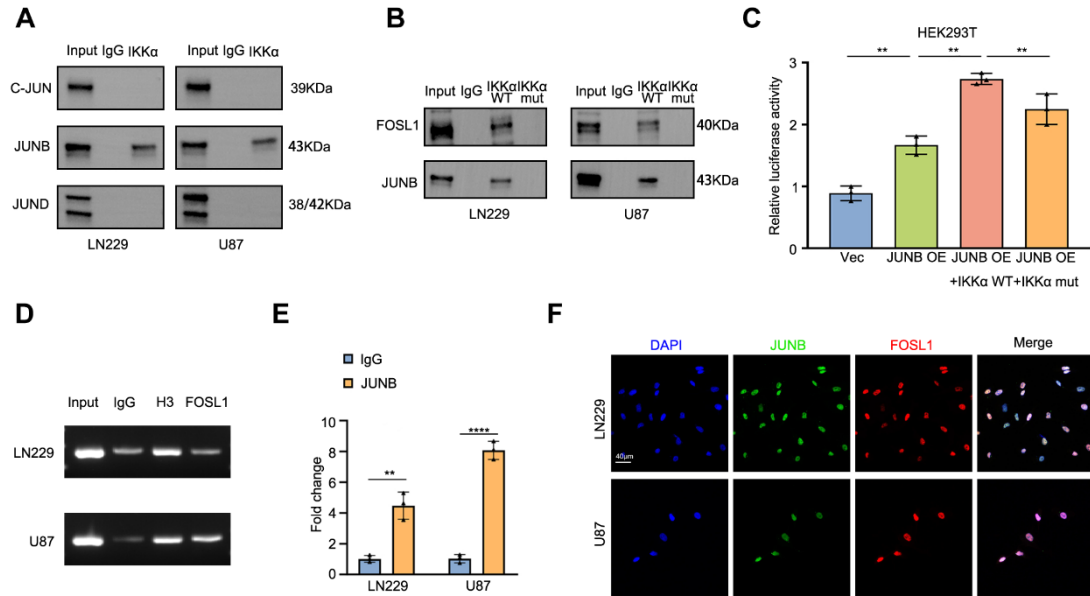 A
Input IgG IKKα
Input IgG IKKα
C-JUN
39KDa
JUNB
43KDa
JUND
38/42KDa
LN229
U87
B
Input IgG IKKα WT IKKα mut
Input IgG IKKα WT IKKα mut
FOSL1
40KDa
JUNB
43KDa
LN229
U87
C
HEK293T
**
**
**
Relative luciferase activity
3
2
1
0
Vec
JUNB OE
JUNB OE
JUNB OE
+IKKα WT+IKKα mut
D
Input IgG H3 FOSL1
LN229
U87
E
IgG
JUNB
Fold change
10
8
6
4
2
0
**
****
LN229
U87
F
DAPI
JUNB
FOSL1
Merge
LN229
40μm
U87